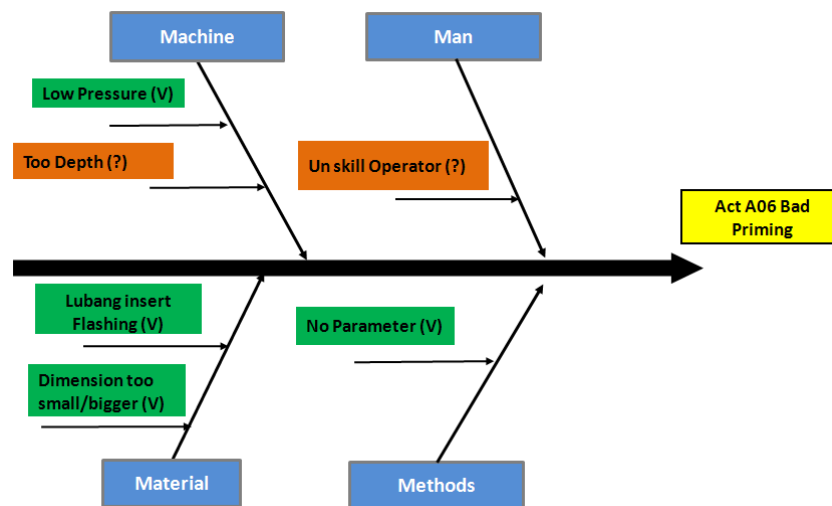 Machine
Man
Low Pressure (V)
Too Depth (?)
Un skill Operator (?)
Act A06 Bad
Priming
Lubang insert
Flashing (V)
No Parameter (V)
Dimension too
small/bigger (V)
Material
Methods